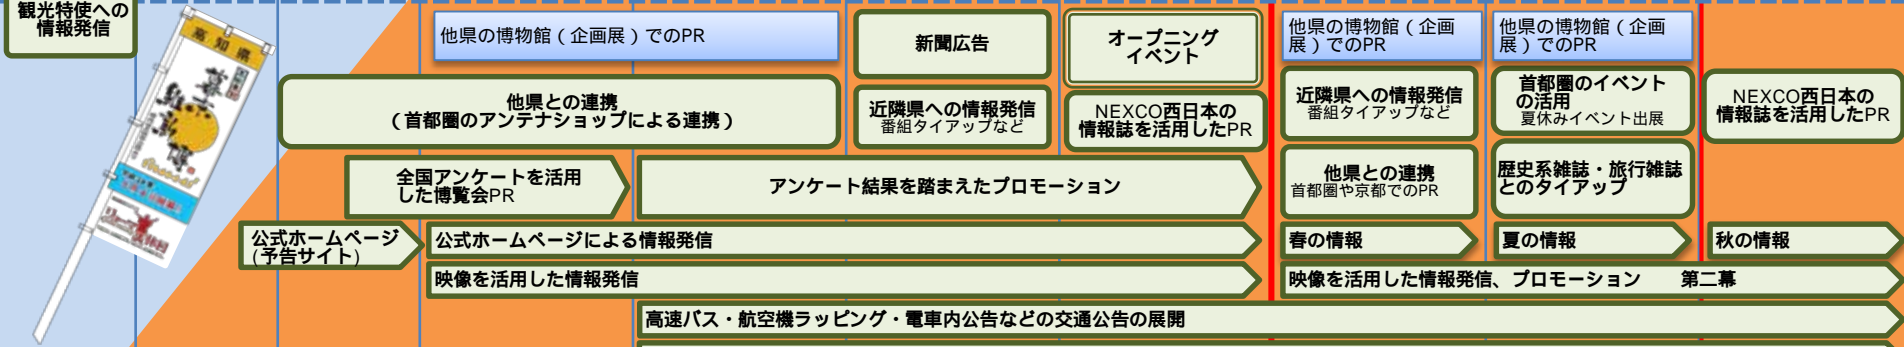 観光特使への
情報発信
高知県
他県の博物館（企画展）でのPR
新聞広告
オープニング
イベント
他県の博物館（企画
展）でのPR
他県の博物館（企画
展）でのPR
他県との連携
（首都圏のアンテナショップによる連携）
近隣県への情報発信
番組タイアップなど
NEXCO西日本の
情報誌を活用したPR
近隣県への情報発信
番組タイアップなど
首都圏のイベント
の活用
夏休みイベント出展
NEXCO西日本の
情報誌を活用したPR
全国アンケートを活用
した博覧会PR
アンケート結果を踏まえたプロモーション
他県との連携
首都圏や京都でのPR
歴史系雑誌・旅行雑誌
とのタイアップ
公式ホームページ
(予告サイト)
公式ホームページによる情報発信
春の情報
夏の情報
秋の情報
映像を活用した情報発信
映像を活用した情報発信、プロモーション　第二幕
高速バス・航空機ラッピング・電車内公告などの交通公告の展開